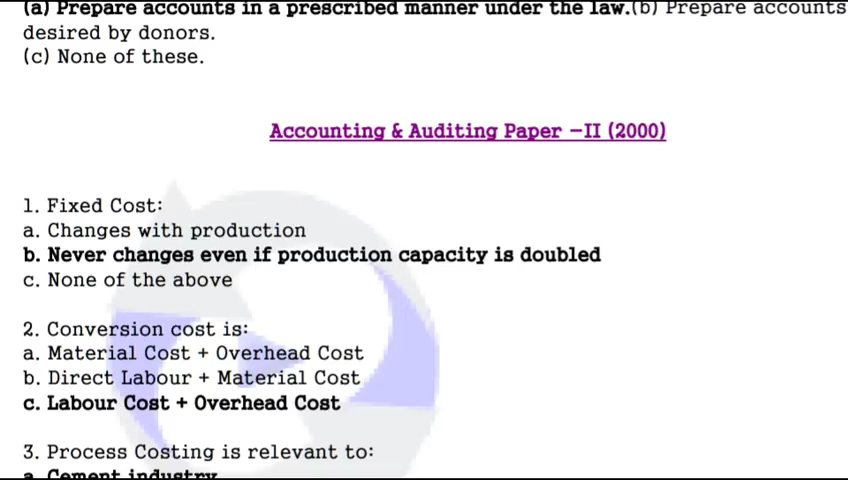 (a) Prepare accounts in a prescribed manner under the law.(b) Prepare accounts
desired by donors.
(c) None of these.
Accounting & Auditing Paper –II (2000)
1. Fixed Cost:
a. Changes with production
b. Never changes even if production capacity is doubled
c. None of the above
2. Conversion cost is:
a. Material Cost + Overhead Cost
b. Direct Labour + Material Cost
c. Labour Cost + Overhead Cost
3. Process Costing is relevant to:
a. Cement industry